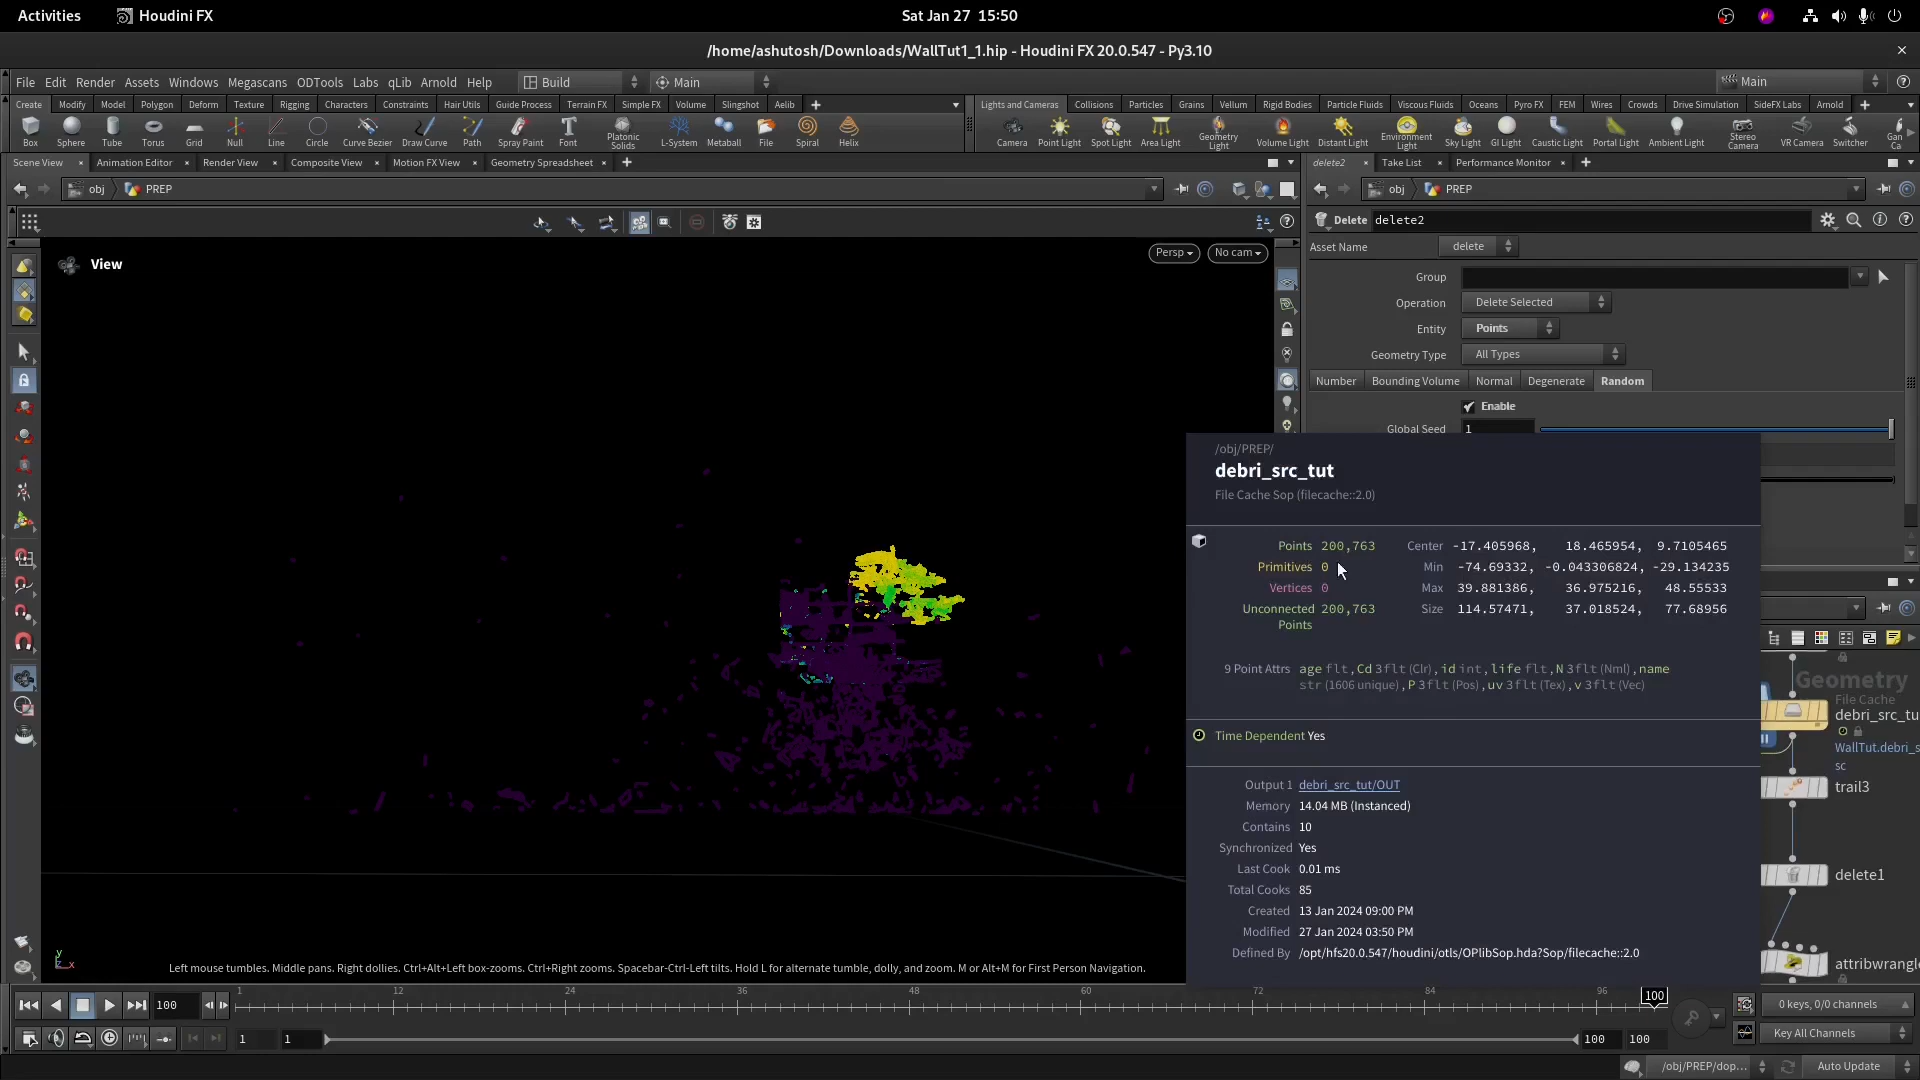 Activities
Houdini FX
Sat Jan 27 15:50
/home/ashutosh/Downloads/WallTut1_1.hip - Houdini FX 20.0.547 - Py3.10
File Edit Render Assets Windows Megascans ODTools Labs qLib Arnold Help
Build
Main
Main
Create Modify Model Polygon Deform Texture Rigging Characters Constraints Hair Utils Guide Process Terrain FX Simple FX Volume Slingshot Aelib
Lights and Cameras Collisions Particles Grains Vellum Rigid Bodies Particle Fluids Viscous Fluids Oceans Pyro FX FEM Wires Crowds Drive Simulation SideFX Labs Arnold
Box Sphere Tube Torus Grid Null Line Circle Curve Bezier Draw Curve Path Spray Paint Font Platonic Solids L-System Metaball File Spiral Helix
Camera Point Light Spot Light Area Light Geometry Light Volume Light Distant Light Environment Light Sky Light GI Light Caustic Light Portal Light Ambient Light Stereo Camera VR Camera Switcher Gan Ca
Scene View Animation Editor Render View Composite View Motion FX View Geometry Spreadsheet
delete2 Take List Performance Monitor
obj PREP
obj PREP
Delete delete2
Asset Name delete
View
Persp
No cam
Group
Operation Delete Selected
Entity Points
Geometry Type All Types
Number Bounding Volume Normal Degenerate Random
Enable
Global Seed 1
/obj/PREP/
debri_src_tut
File Cache Sop (filecache::2.0)
Points 200,763 Center -17.405968, 18.465954, 9.7105465
Primitives 0 Min -74.69332, -0.043306824, -29.134235
Vertices 0 Max 39.881386, 36.975216, 48.55533
Unconnected Points 200,763 Size 114.57471, 37.018524, 77.68956
9 Point Attrs age flt, Cd 3flt (Clr), id int, life flt, N 3flt (Nml), name
str (1606 unique), P 3flt (Pos), uv 3flt (Tex), v 3flt (Vec)
Time Dependent Yes
Output 1 debri_src_tut/OUT
Memory 14.04 MB (Instanced)
Contains 10
Synchronized Yes
Last Cook 0.01 ms
Total Cooks 85
Created 13 Jan 2024 09:00 PM
Modified 27 Jan 2024 03:50 PM
Defined By /opt/hfs20.0.547/houdini/otls/OPlibSop.hda?Sop/filecache::2.0
Geometry
File Cache
debri_src_tu
WallTut.debri_s
sc
trail3
delete1
attribwrangle
y
z x
Left mouse tumbles. Middle pans. Right dollies. Ctrl+Alt+Left box-zooms. Ctrl+Right zooms. Spacebar-Ctrl-Left tilts. Hold L for alternate tumble, dolly, and zoom. M or Alt+M for First Person Navigation.
100
1 12 24 36 48 60 72 84 96 100
0 keys, 0/0 channels
1 1 100 100
Key All Channels
/obj/PREP/dop...
Auto Update